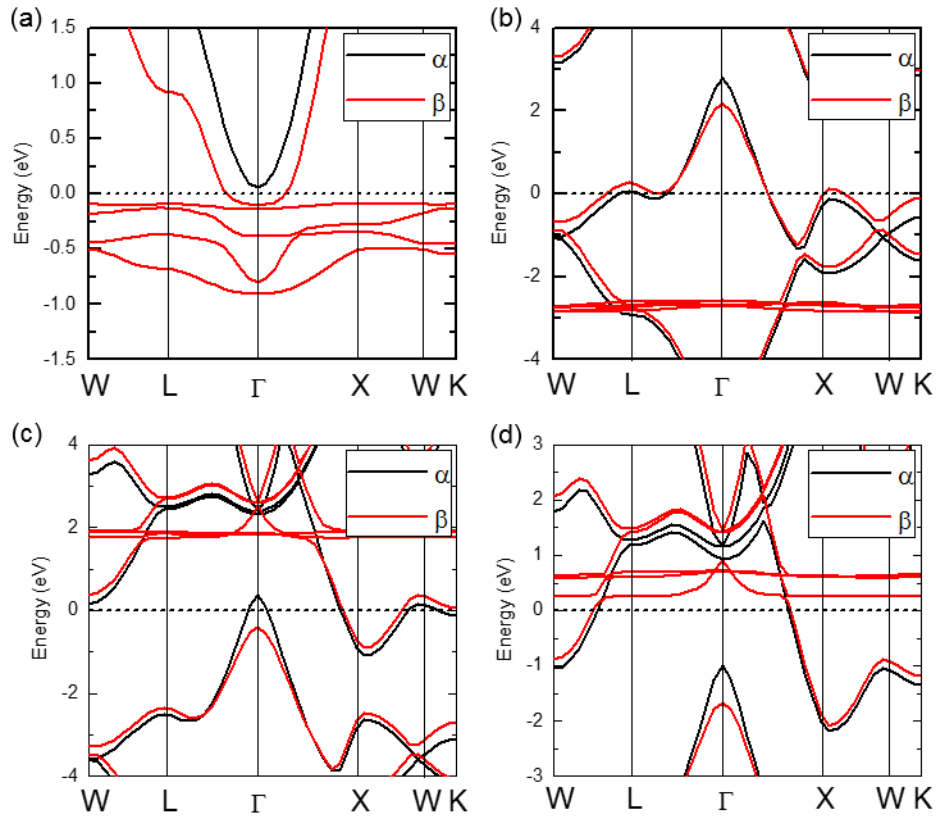 (a)
1.5
1.0
0.5
0.0
-0.5
-1.0
-1.5
Energy (eV)
α
β
W L Γ X W K
(b)
4
2
0
-2
-4
Energy (eV)
α
β
W L Γ X W K
(c)
4
2
0
-2
-4
Energy (eV)
α
β
W L Γ X W K
(d)
3
2
1
0
-1
-2
-3
Energy (eV)
α
β
W L Γ X W K